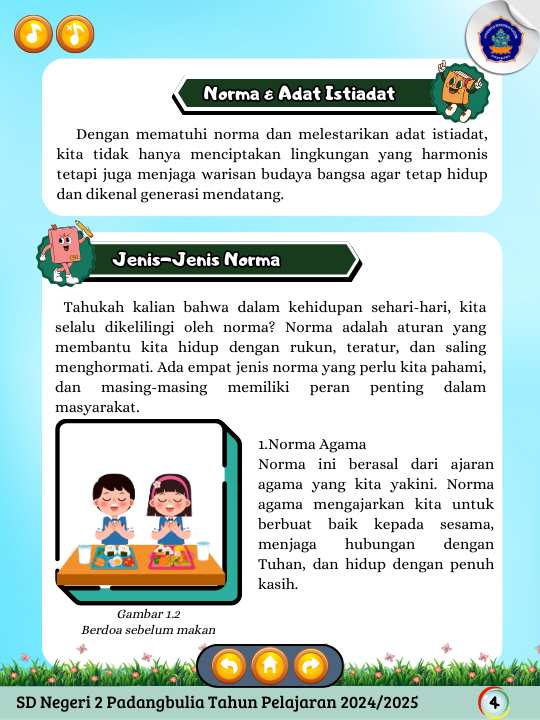 Norma & Adat Istiadat
Dengan mematuhi norma dan melestarikan adat istiadat,
kita tidak hanya menciptakan lingkungan yang harmonis
tetapi juga menjaga warisan budaya bangsa agar tetap hidup
dan dikenal generasi mendatang.
Jenis-Jenis Norma
Tahukah kalian bahwa dalam kehidupan sehari-hari, kita
selalu dikelilingi oleh norma? Norma adalah aturan yang
membantu kita hidup dengan rukun, teratur, dan saling
menghormati. Ada empat jenis norma yang perlu kita pahami,
dan masing-masing memiliki peran penting dalam
masyarakat.
1.Norma Agama
Norma ini berasal dari ajaran
agama yang kita yakini. Norma
agama mengajarkan kita untuk
berbuat baik kepada sesama,
menjaga hubungan dengan
Tuhan, dan hidup dengan penuh
kasih.
Gambar 1.2
Berdoa sebelum makan
SD Negeri 2 Padangbulia Tahun Pelajaran 2024/2025
4